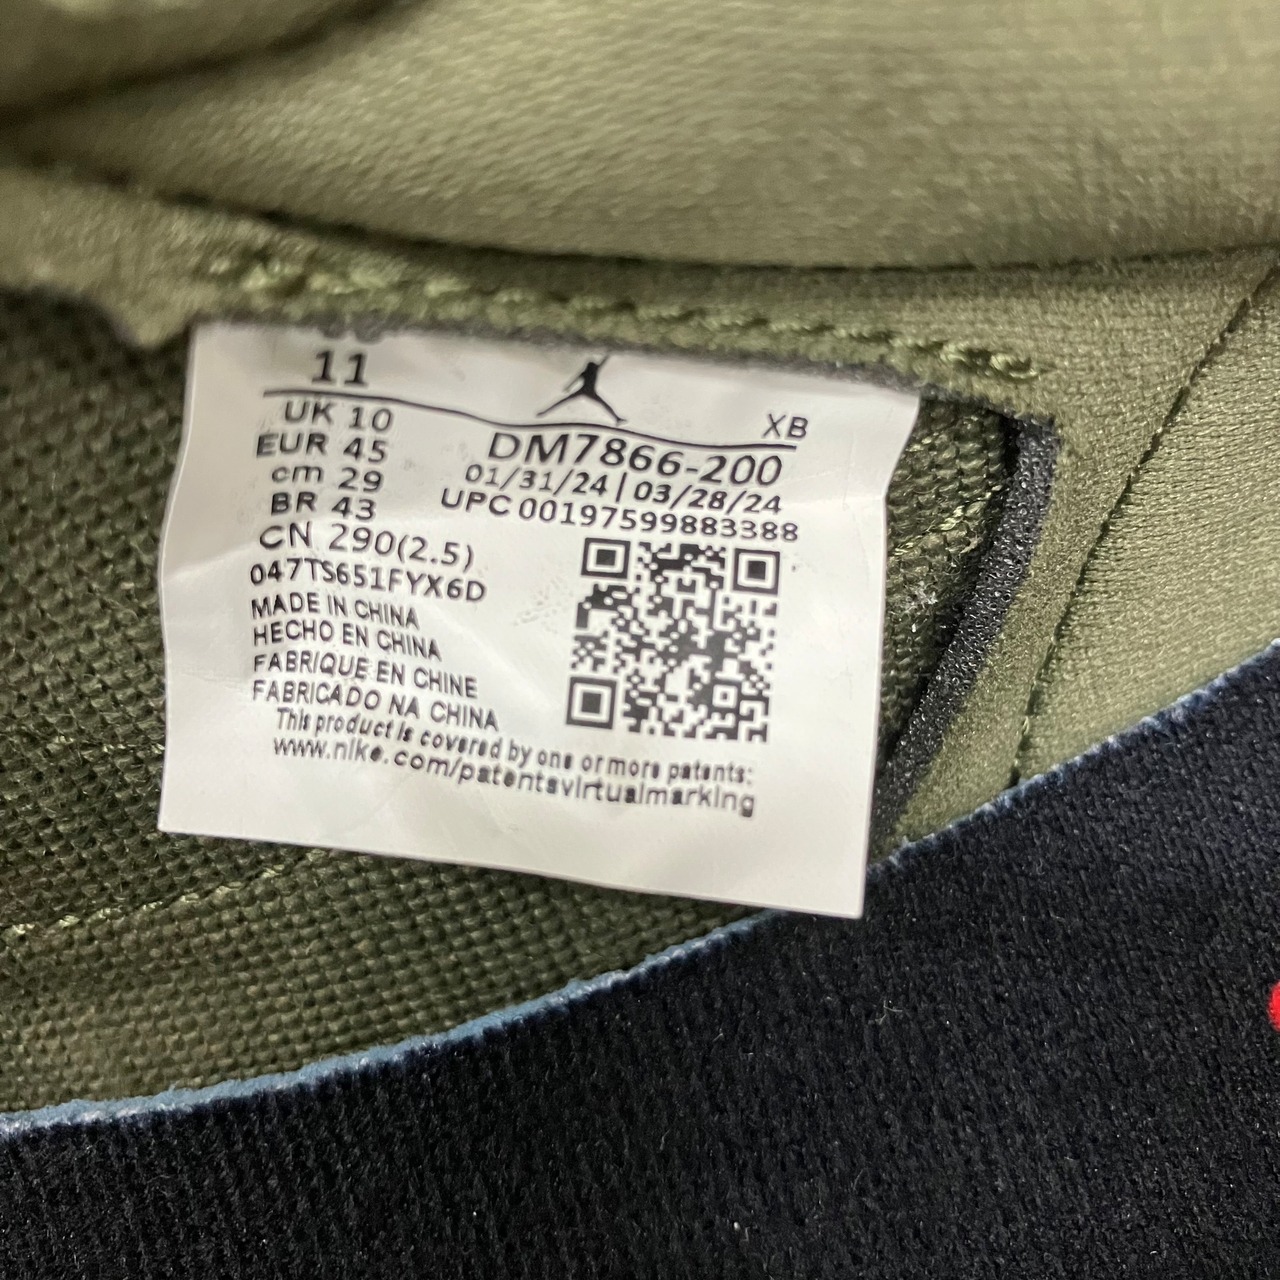 11
XB
UK 10
EUR 45
cm 29
BR 43
DM7866-200
01/31/24 | 03/28/24
UPC 00197599883388
CN 290(2.5)
047TS651FYX6D
MADE IN CHINA
HECHO EN CHINA
FABRIQUE EN CHINE
FABRICADO NA CHINA
This product is covered by one or more patents:
www.nike.com/patentsvirtualmarking